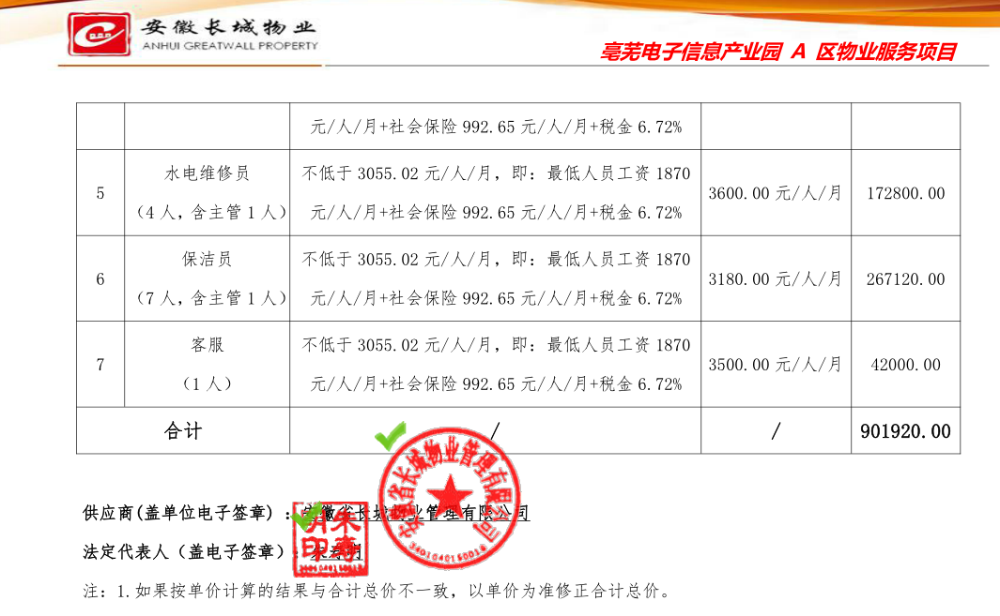 安徽长城物业
ANHUI GREATWALL PROPERTY
亳芜电子信息产业园 A 区物业服务项目
元/人/月+社会保险 992.65 元/人/月+税金 6.72%
5
水电维修员
(4 人, 含主管 1 人)
不低于 3055.02 元/人/月, 即: 最低人员工资 1870
元/人/月+社会保险 992.65 元/人/月+税金 6.72%
3600.00 元/人/月
172800.00
6
保洁员
(7 人, 含主管 1 人)
不低于 3055.02 元/人/月, 即: 最低人员工资 1870
元/人/月+社会保险 992.65 元/人/月+税金 6.72%
3180.00 元/人/月
267120.00
7
客服
(1 人)
不低于 3055.02 元/人/月, 即: 最低人员工资 1870
元/人/月+社会保险 992.65 元/人/月+税金 6.72%
3500.00 元/人/月
42000.00
合计
/
/
901920.00
供应商(盖单位电子签章)：安徽省长城物业管理有限公司
法定代表人（盖电子签章）：朱寿明
安徽省长城物业管理有限公司
朱寿明印
注: 1.如果按单价计算的结果与合计总价不一致, 以单价为准修正合计总价。